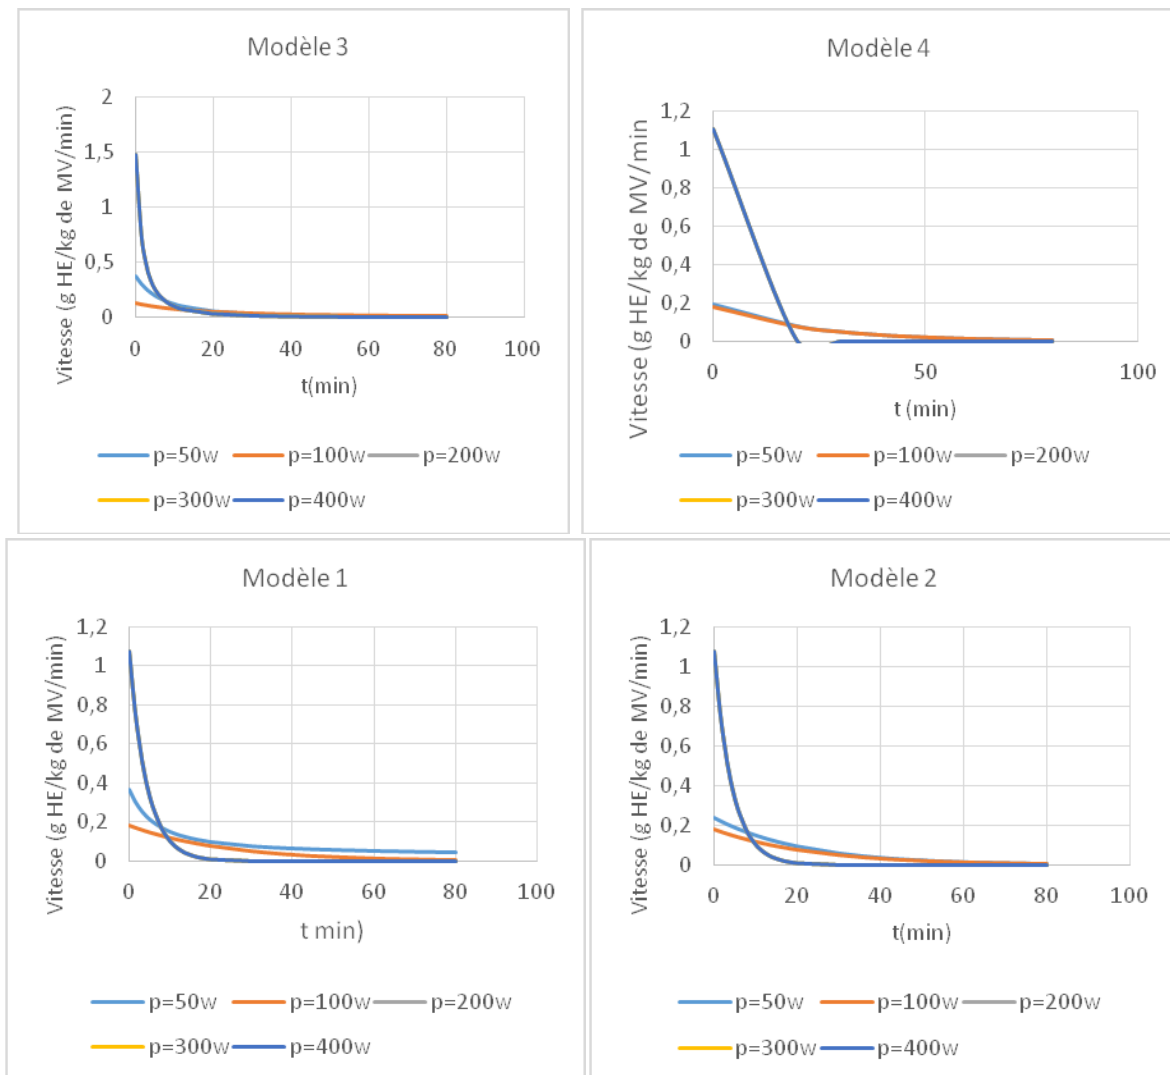 Modèle 3
Vitesse (g HE/kg de MV/min)
2
1,5
1
0,5
0
0 20 40 60 80 100
t(min)
p=50w p=100w p=200w
p=300w p=400w
Modèle 4
Vitesse (g HE/kg de MV/min
1,2
1
0,8
0,6
0,4
0,2
0
0 50 100
t (min)
p=50w p=100w p=200w
p=300w p=400w
Modèle 1
Vitesse (g HE/kg de MV/min)
1,2
1
0,8
0,6
0,4
0,2
0
0 20 40 60 80 100
t min)
p=50w p=100w p=200w
p=300w p=400w
Modèle 2
Vitesse (g HE/kg de MV/min)
1,2
1
0,8
0,6
0,4
0,2
0
0 20 40 60 80 100
t(min)
p=50w p=100w p=200w
p=300w p=400w